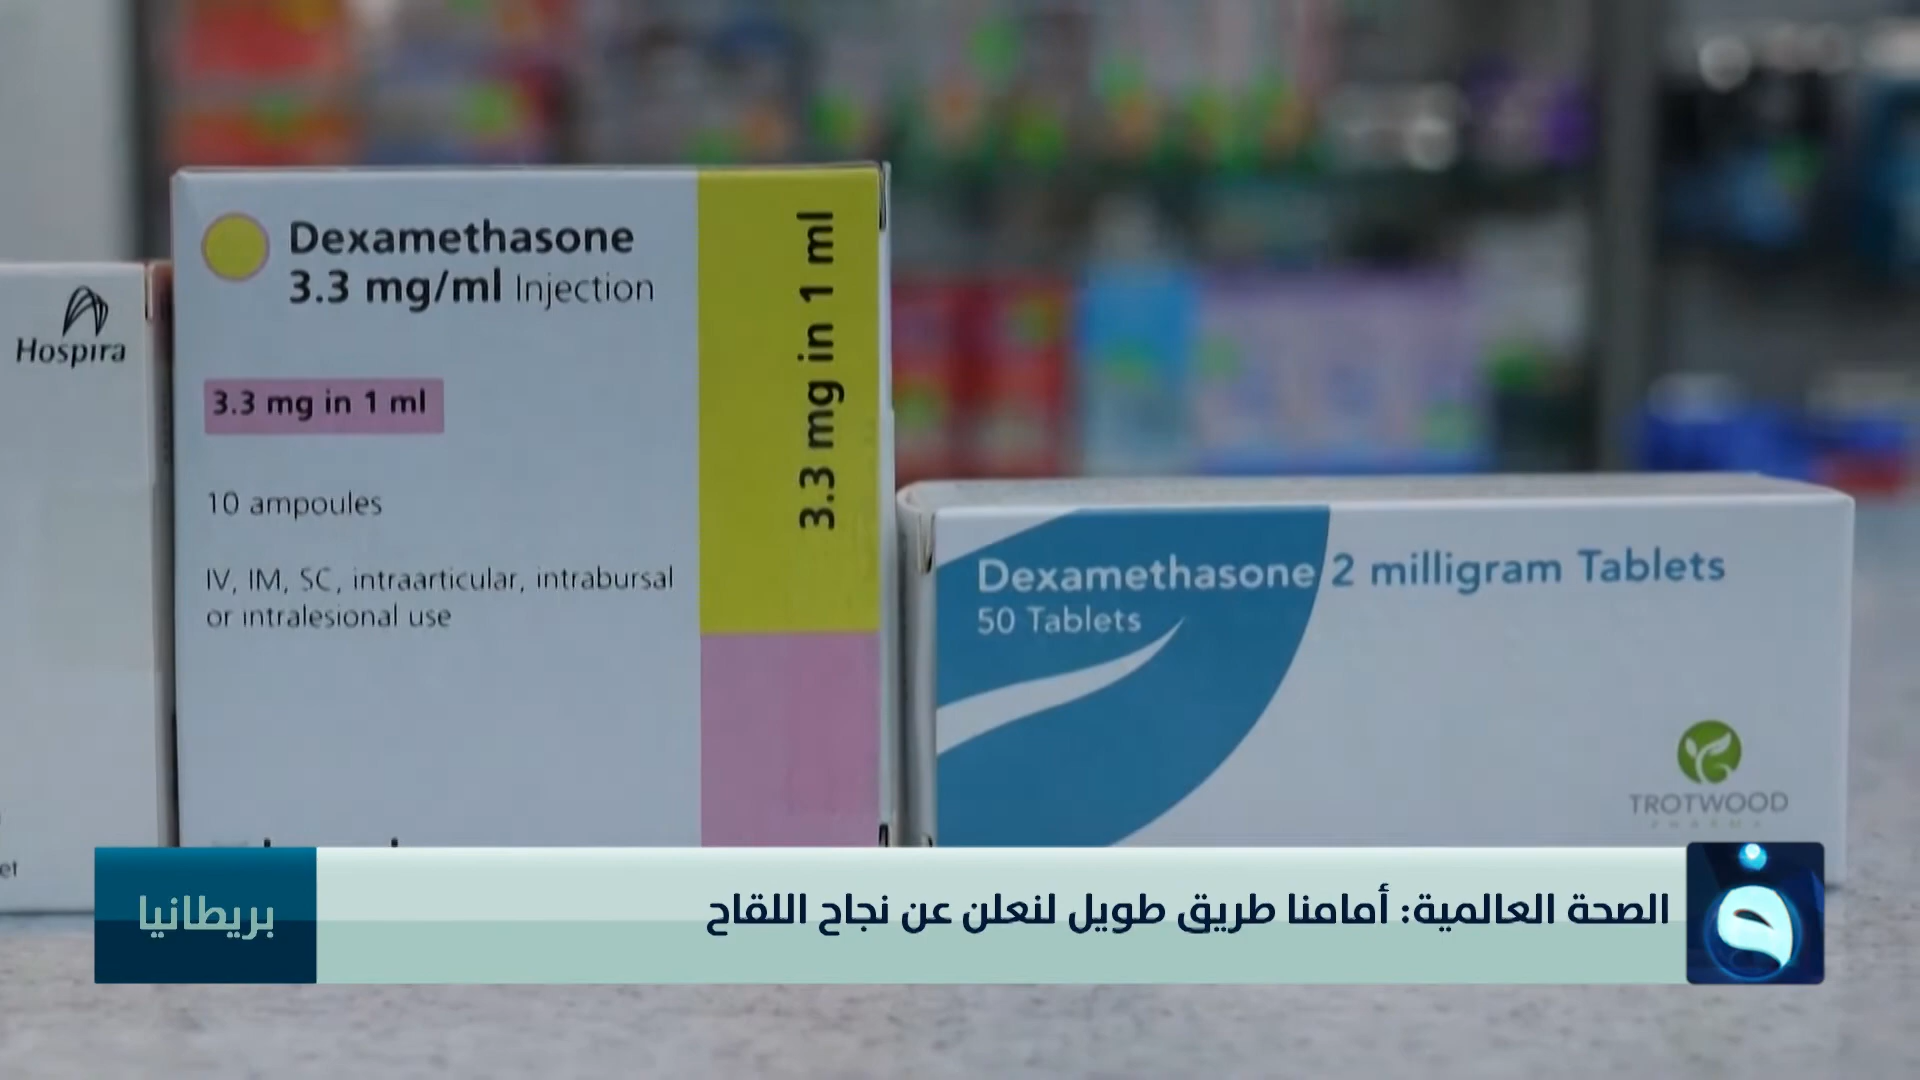 Hospira
Dexamethasone
3.3 mg/ml Injection
3.3 mg in 1 ml
10 ampoules
IV, IM, SC, intraarticular, intrabursal
or intralesional use
3.3 mg in 1 ml
Dexamethasone 2 milligram Tablets
50 Tablets
TROTWOOD
PHARMA
et
الصحة العالمية: أمامنا طريق طويل لنعلن عن نجاح اللقاح
بريطانيا